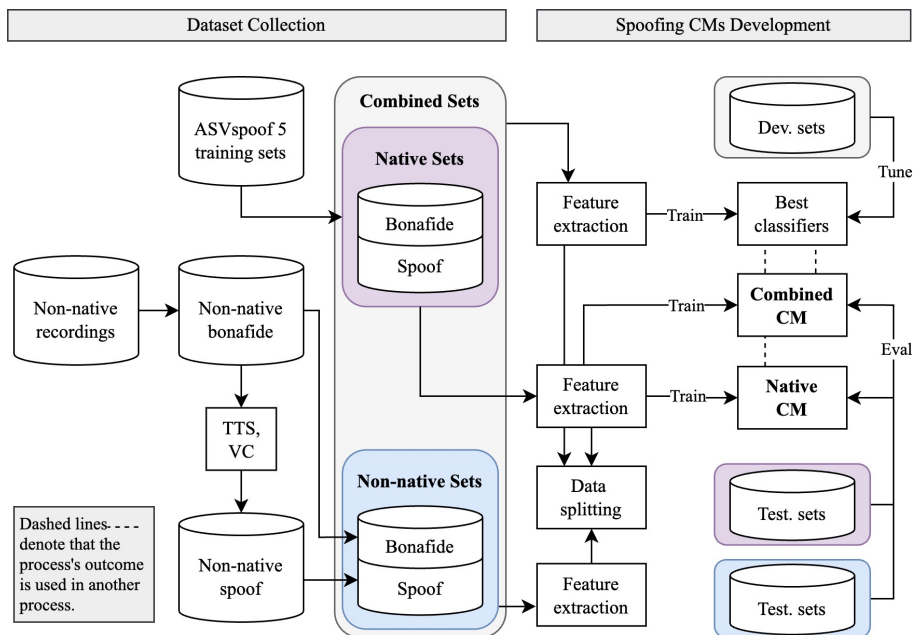 Dataset Collection
Spoofing CMs Development
ASVspoof 5
training sets
Combined Sets
Native Sets
Bonafide
Spoof
Dev. sets
Tune
Feature
extraction
Train
Best
classifiers
Non-native
recordings
Non-native
bonafide
Train
Combined
CM
Eval
Feature
extraction
Train
Native
CM
TTS,
VC
Non-native Sets
Bonafide
Spoof
Data
splitting
Test. sets
Dashed lines----
denote that the
process's outcome
is used in another
process.
Non-native
spoof
Feature
extraction
Test. sets